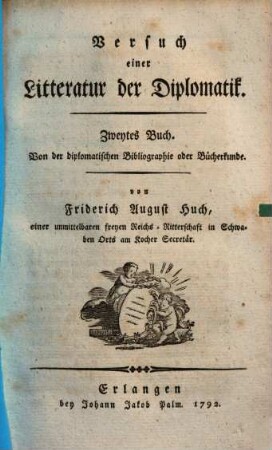 Versuch
einer
Litteratur der Diplomatik.
Zweytes Buch.
Von der diplomatischen Bibliographie oder Bücherkunde.
von
Friderich August Huch,
einer unmittelbaren freyen Reichs-Ritterschaft in Schwa-
ben Orts am Kocher Secretär.
Erlangen
bey Johann Jakob Palm. 1792.